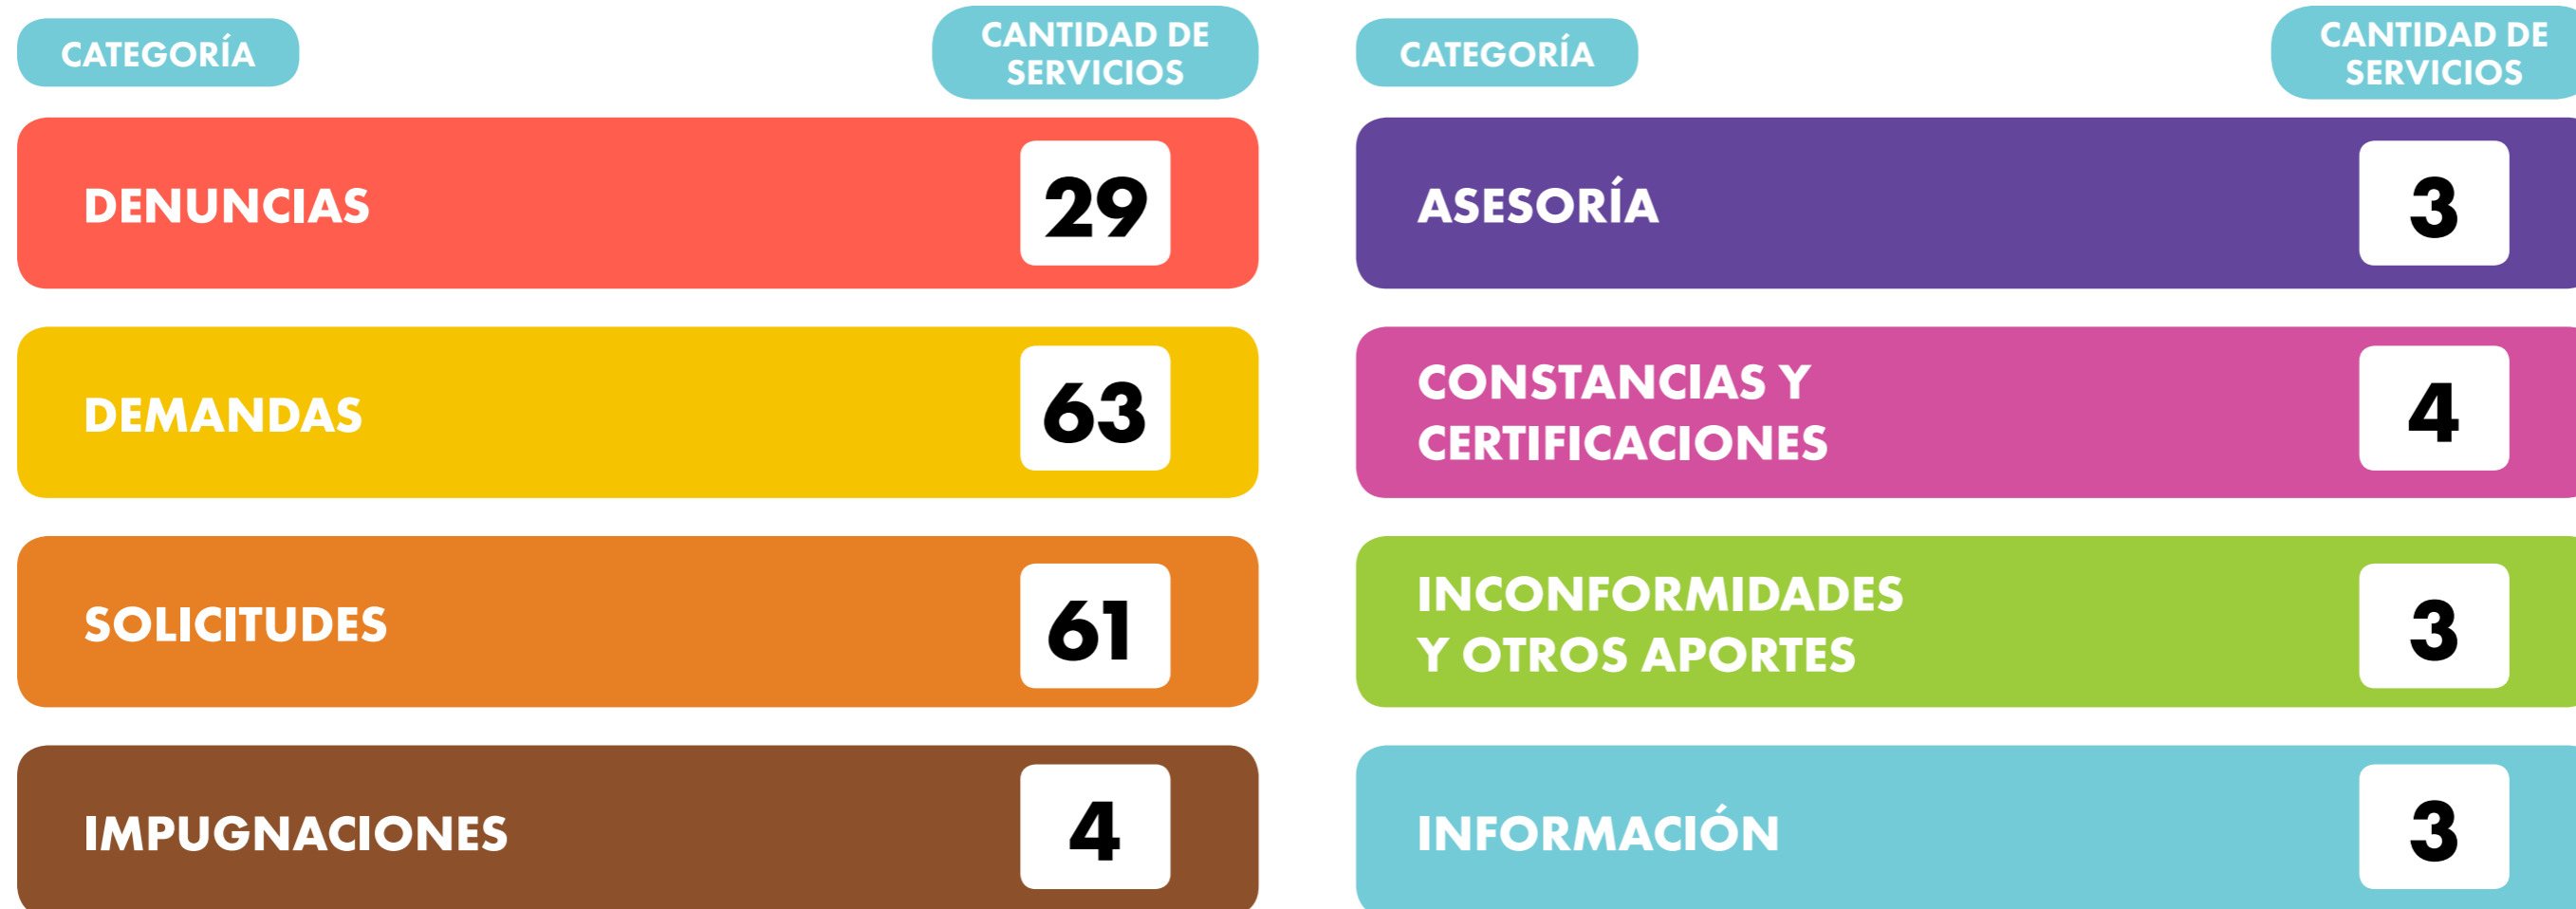 CATEGORÍA
CANTIDAD DE
SERVICIOS
DENUNCIAS
29
DEMANDAS
63
SOLICITUDES
61
IMPUGNACIONES
4
CATEGORÍA
CANTIDAD DE
SERVICIOS
ASESORÍA
3
CONSTANCIAS Y
CERTIFICACIONES
4
INCONFORMIDADES
Y OTROS APORTES
3
INFORMACIÓN
3